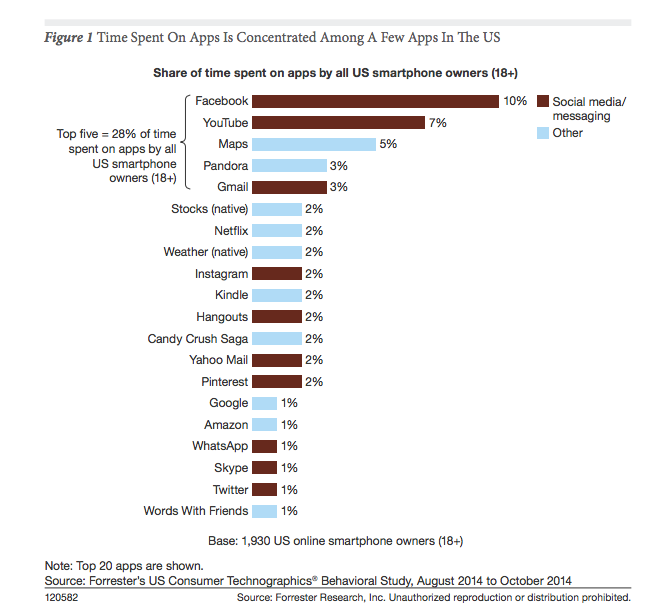 Figure 1 Time Spent On Apps Is Concentrated Among A Few Apps In The US
Share of time spent on apps by all US smartphone owners (18+)
Top five = 28% of time
spent on apps by all
US smartphone
owners (18+)
Facebook 10%
YouTube 7%
Maps 5%
Pandora 3%
Gmail 3%
Stocks (native) 2%
Netflix 2%
Weather (native) 2%
Instagram 2%
Kindle 2%
Hangouts 2%
Candy Crush Saga 2%
Yahoo Mail 2%
Pinterest 2%
Google 1%
Amazon 1%
WhatsApp 1%
Skype 1%
Twitter 1%
Words With Friends 1%
Social media/
messaging
Other
Base: 1,930 US online smartphone owners (18+)
Note: Top 20 apps are shown.
Source: Forrester's US Consumer Technographics® Behavioral Study, August 2014 to October 2014
120582 Source: Forrester Research, Inc. Unauthorized reproduction or distribution prohibited.